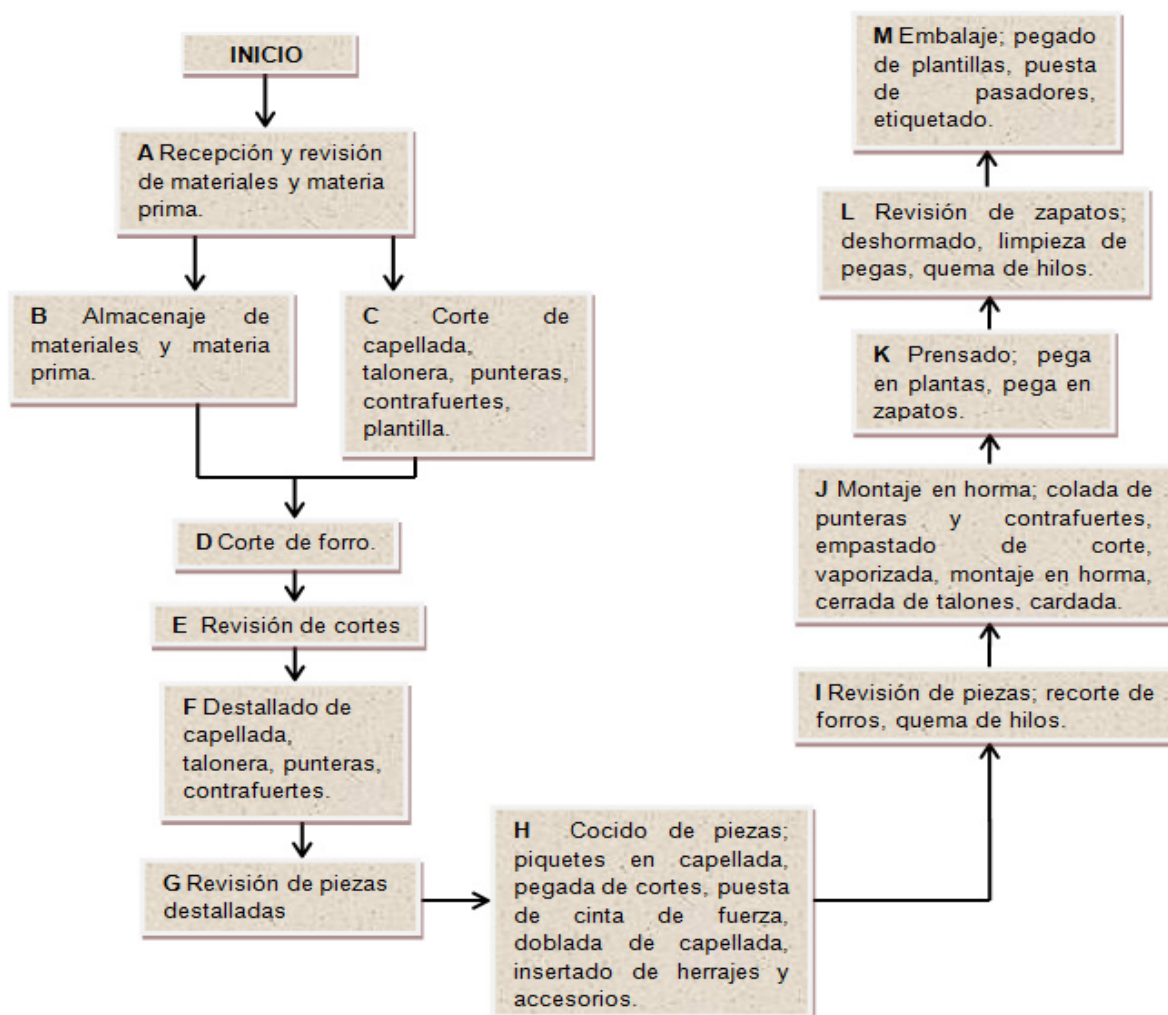 INICIO
A Recepción y revisión
de materiales y materia
prima.
B Almacenaje de
materiales y materia
prima.
C Corte de
capellada,
talonera, punteras,
contrafuertes,
plantilla.
D Corte de forro.
E Revisión de cortes
F Destallado de
capellada,
talonera, punteras,
contrafuertes.
G Revisión de piezas
destalladas
H Cocido de piezas;
piquetes en capellada,
pegada de cortes, puesta
de cinta de fuerza,
doblada de capellada,
insertado de herrajes y
accesorios.
I Revisión de piezas; recorte de
forros, quema de hilos.
J Montaje en horma; colada de
punteras y contrafuertes,
empastado de corte,
vaporizada, montaje en horma,
cerrada de talones, cardada.
K Prensado; pega
en plantas, pega en
zapatos.
L Revisión de zapatos;
deshormado, limpieza de
pegas, quema de hilos.
M Embalaje; pegado
de plantillas, puesta
de pasadores,
etiquetado.